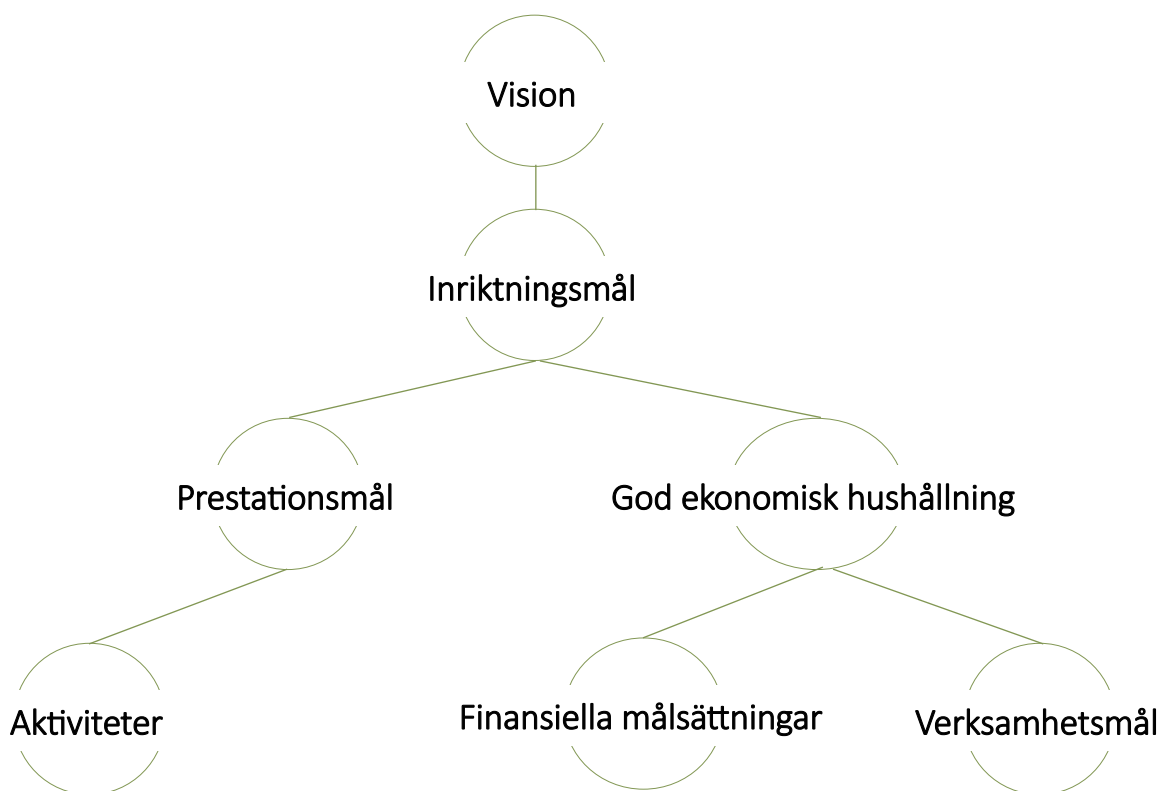 Vision
Inriktningsmål
Prestationsmål
God ekonomisk hushållning
Aktiviteter
Finansiella målsättningar
Verksamhetsmål